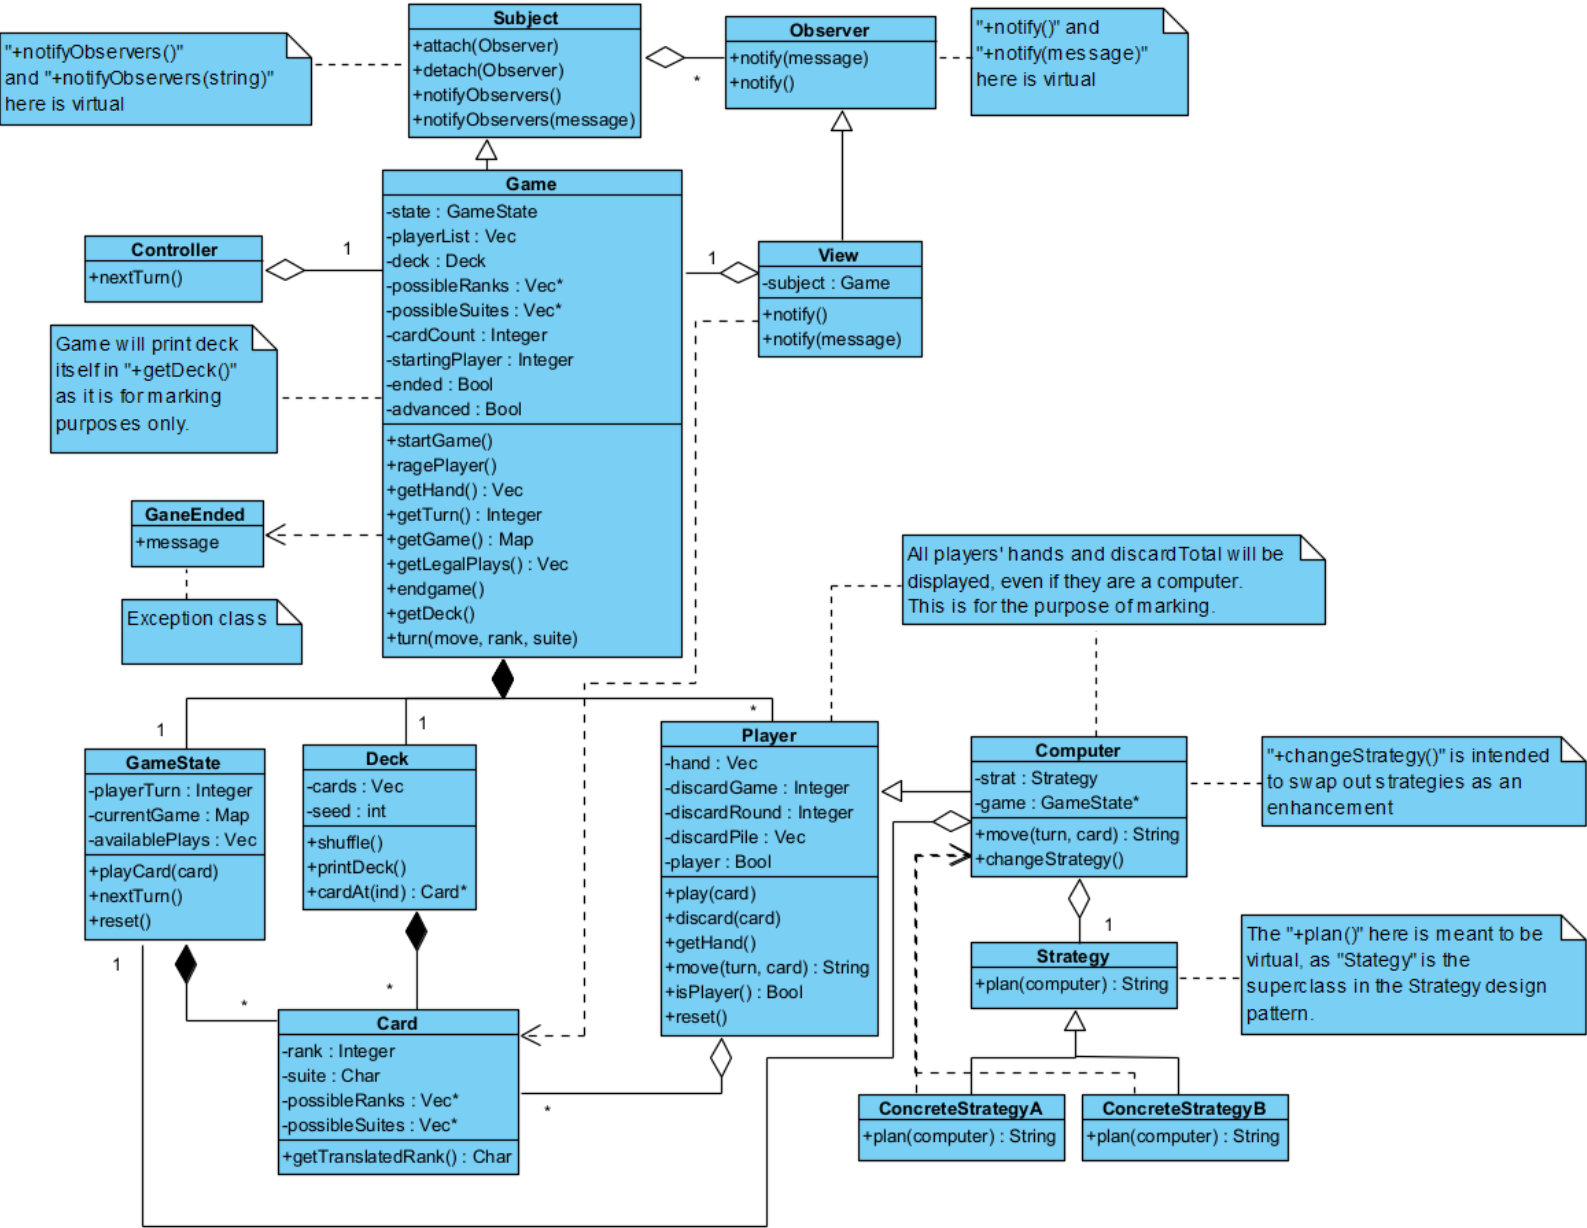 "+notifyObservers()"
and "+notifyObservers(string)"
here is virtual
Subject
+attach(Observer)
+detach(Observer)
+notifyObservers()
+notifyObservers(message)
*
Observer
+notify(message)
+notify()
"+notify()" and
"+notify(message)"
here is virtual
Controller
+nextTurn()
1
Game
-state : GameState
-playerList : Vec
-deck : Deck
-possibleRanks : Vec*
-possibleSuites : Vec*
-cardCount : Integer
-startingPlayer : Integer
-ended : Bool
-advanced : Bool
+startGame()
+ragePlayer()
+getHand() : Vec
+getTurn() : Integer
+getGame() : Map
+getLegalPlays() : Vec
+endgame()
+getDeck()
+turn(move, rank, suite)
1
View
-subject : Game
+notify()
+notify(message)
Game will print deck
itself in "+getDeck()"
as it is for marking
purposes only.
GaneEnded
+message
Exception class
All players' hands and discardTotal will be
displayed, even if they are a computer.
This is for the purpose of marking.
1
1
*
GameState
-playerTurn : Integer
-currentGame : Map
-availablePlays : Vec
+playCard(card)
+nextTurn()
+reset()
Deck
-cards : Vec
-seed : int
+shuffle()
+printDeck()
+cardAt(ind) : Card*
Player
-hand : Vec
-discardGame : Integer
-discardRound : Integer
-discardPile : Vec
-player : Bool
+play(card)
+discard(card)
+getHand()
+move(turn, card) : String
+isPlayer() : Bool
+reset()
Computer
-strat : Strategy
-game : GameState*
+move(turn, card) : String
+changeStrategy()
"+changeStrategy()" is intended
to swap out strategies as an
enhancement
1
Strategy
+plan(computer) : String
The "+plan()" here is meant to be
virtual, as "Stategy" is the
superclass in the Strategy design
pattern.
1
*
*
Card
-rank : Integer
-suite : Char
-possibleRanks : Vec*
-possibleSuites : Vec*
+getTranslatedRank() : Char
*
ConcreteStrategyA
+plan(computer) : String
ConcreteStrategyB
+plan(computer) : String